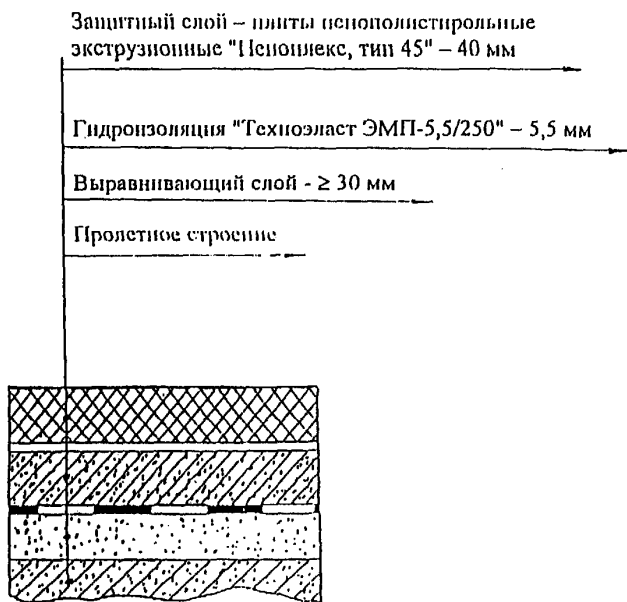 Защитный слой – плиты пенополистирольные
экструзионные "Пеноплекс, тип 45" – 40 мм
Гидроизоляция "Техноэласт ЭМП-5,5/250" – 5,5 мм
Выравнивающий слой - ≥ 30 мм
Пролетное строение